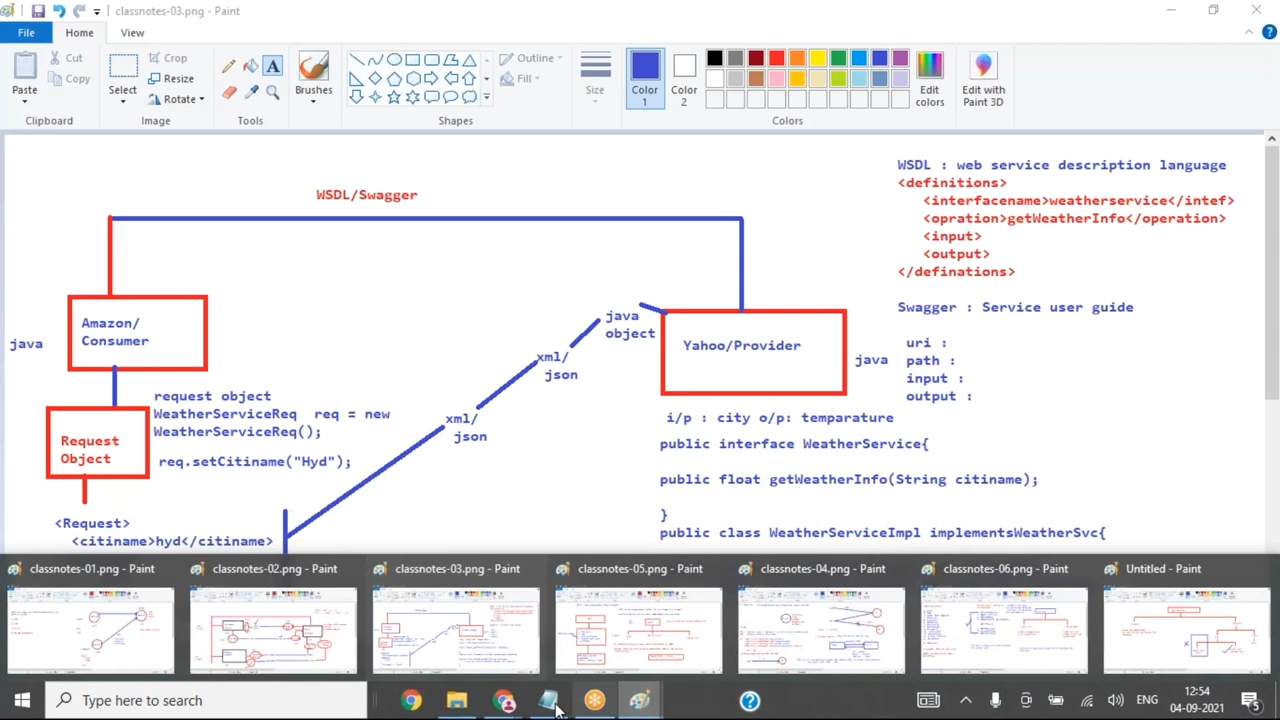 classnotes-03.png - Paint
File Home View
Paste
Cut
Copy
Clipboard
Select
Crop
Resize
Rotate
Image
A
Tools
Brushes
Outline
Fill
Shapes
Size
Color 1
Color 2
Edit colors
Colors
Edit with Paint 3D
WSDL/Swagger
WSDL : web service description language
<definitions>
<interfacename>weatherservice</intef>
<opration>getWeatherInfo</operation>
<input>
<output>
</definations>
Swagger : Service user guide
uri :
path :
input :
output :
java
Amazon/
Consumer
java
object
Yahoo/Provider
java
xml/
json
xml/
json
request object
WeatherServiceReq req = new
WeatherServiceReq();
req.setCitiname("Hyd");
Request
Object
<Request>
<citiname>hyd</citiname>
i/p : city o/p: temparature
public interface WeatherService{
public float getWeatherInfo(String citiname);
}
public class WeatherServiceImpl implementsWeatherSvc{
classnotes-01.png - Paint
classnotes-02.png - Paint
classnotes-03.png - Paint
classnotes-05.png - Paint
classnotes-04.png - Paint
classnotes-06.png - Paint
Untitled - Paint
Type here to search
ENG
12:54
04-09-2021
5